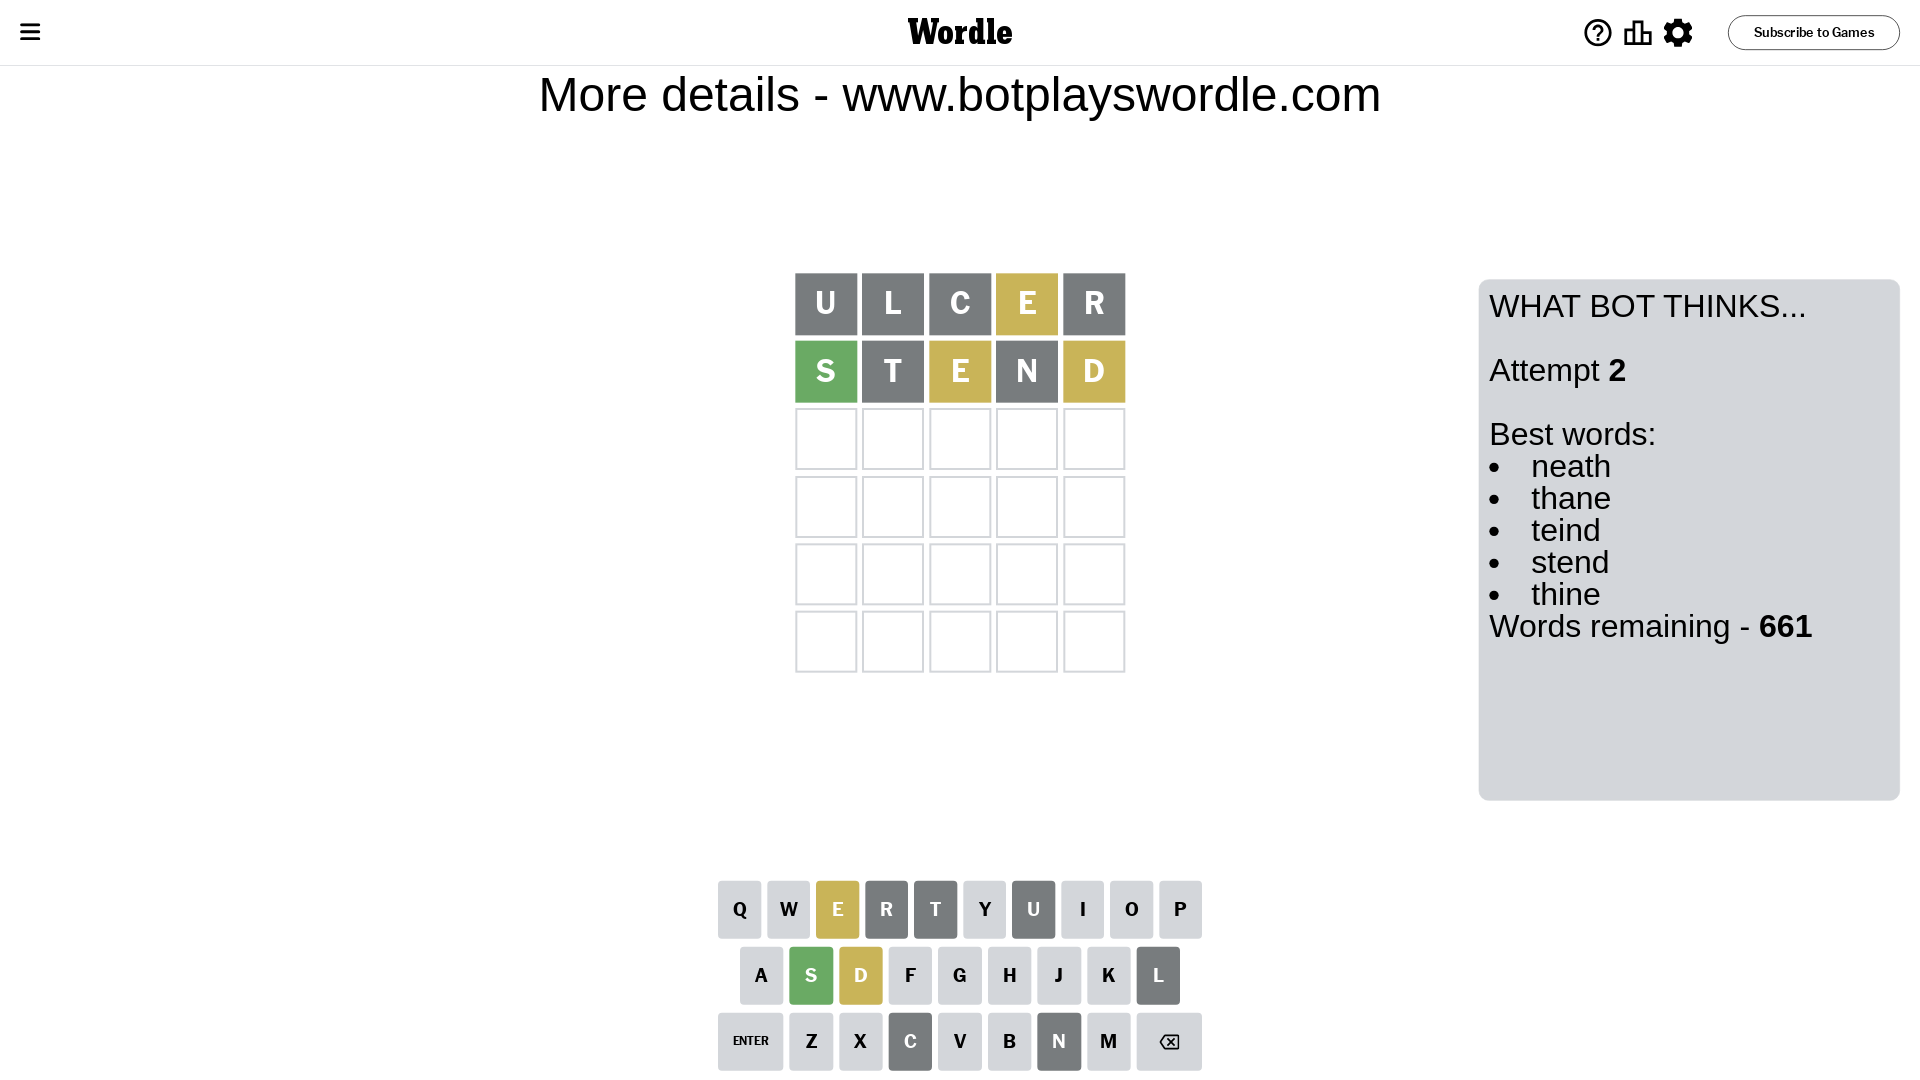 Wordle
Subscribe to Games
More details - www.botplayswordle.com
U L C E R
S T E N D
WHAT BOT THINKS...
Attempt 2
Best words:
• neath
• thane
• teind
• stend
• thine
Words remaining - 661
Q W E R T Y U I O P
A S D F G H J K L
ENTER Z X C V B N M